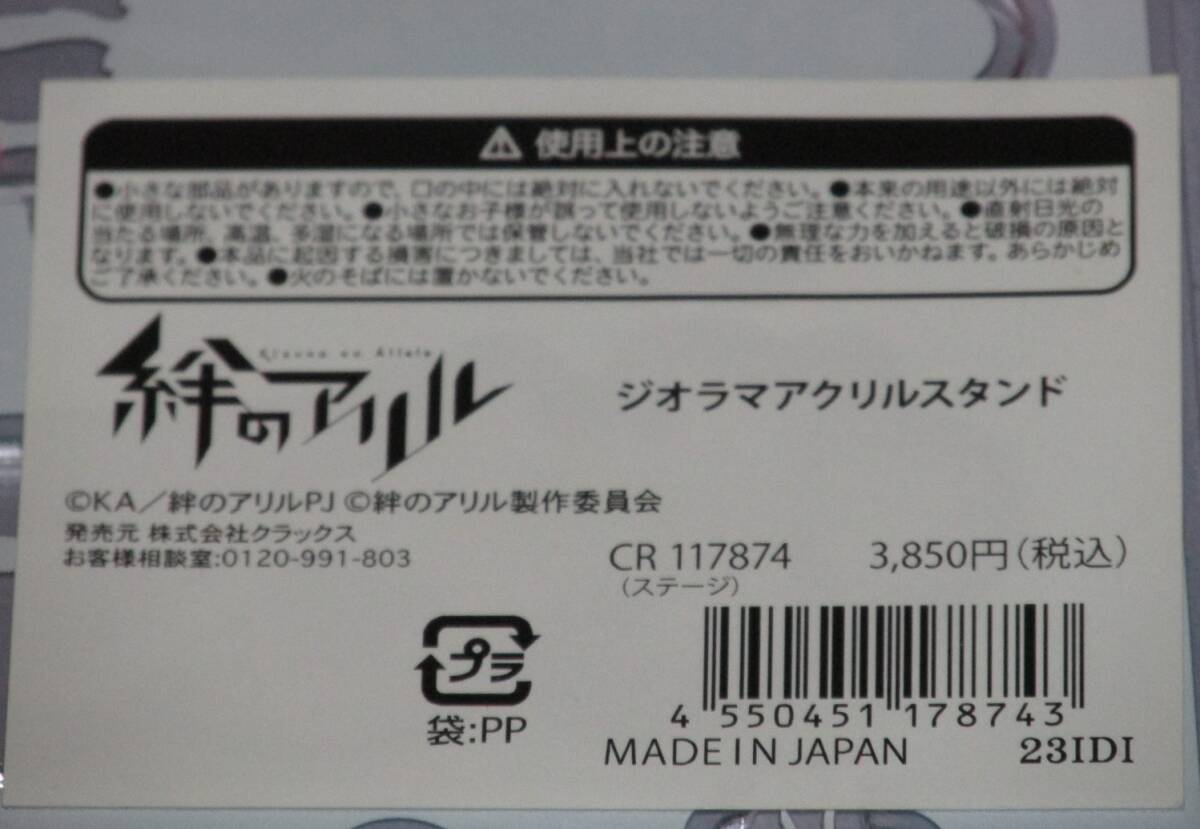 ⚠ 使用上の注意
●小さな部品がありますので、口の中には絶対に入れないでください。●本来の用途以外には絶対
に使用しないでください。●小さなお子様が誤って使用しないようご注意ください。●直射日光の
当たる場所、高温、多湿になる場所では保管しないでください。●無理な力を加えると破損の原因と
なります。●本品に起因する損害につきましては、当社では一切の責任をおいかねます。あらかじめ
ご了承ください。●火のそばには置かないでください。
Kizuna no Allele
絆のアリル
ジオラマアクリルスタンド
©KA/絆のアリルPJ ©絆のアリル製作委員会
発売元 株式会社クラックス
お客様相談室:0120-991-803
CR 117874 3,850円(税込)
(ステージ)
プラ
袋:PP
4 550451 178743
MADE IN JAPAN 23IDI